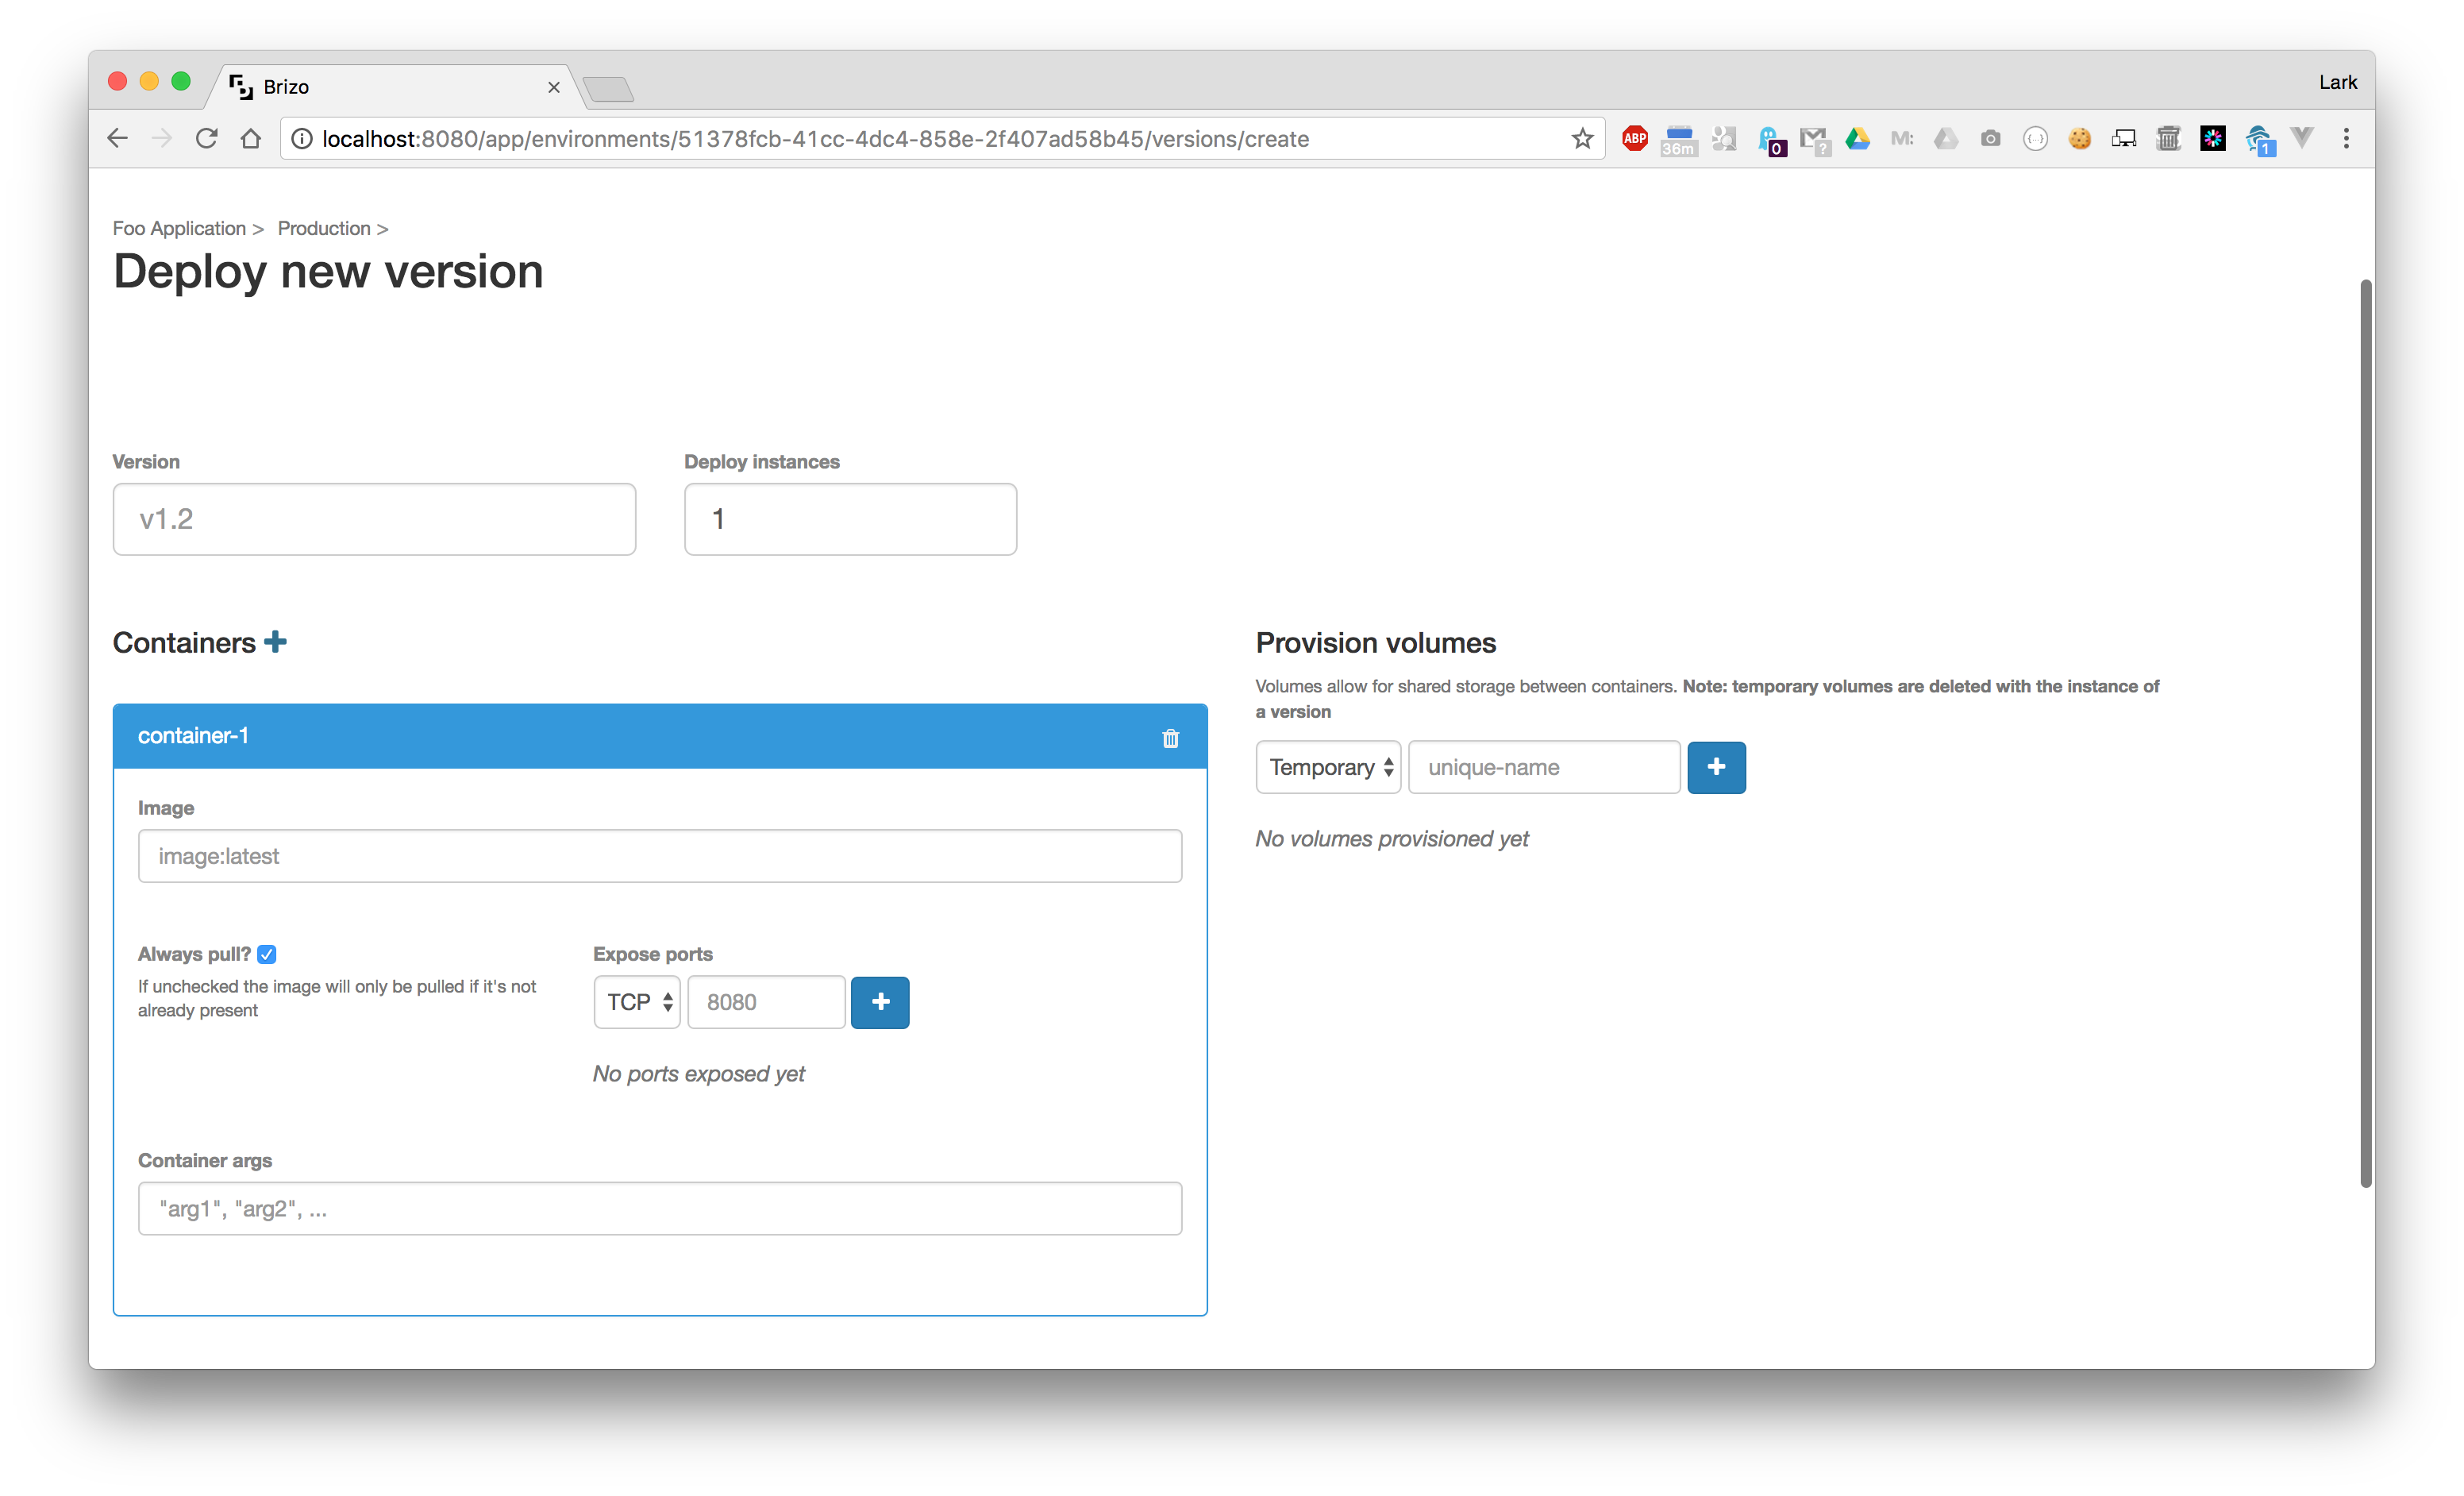 Brizo
Lark
localhost:8080/app/environments/51378fcb-41cc-4dc4-858e-2f407ad58b45/versions/create
ABP
36m
0
?
M:
{...}
1
Foo Application > Production >
Deploy new version
Version
Deploy instances
v1.2
1
Containers
Provision volumes
Volumes allow for shared storage between containers. Note: temporary volumes are deleted with the instance of
a version
container-1
Temporary
unique-name
Image
image:latest
No volumes provisioned yet
Always pull?
If unchecked the image will only be pulled if it's not
already present
Expose ports
TCP
8080
No ports exposed yet
Container args
"arg1", "arg2", ...